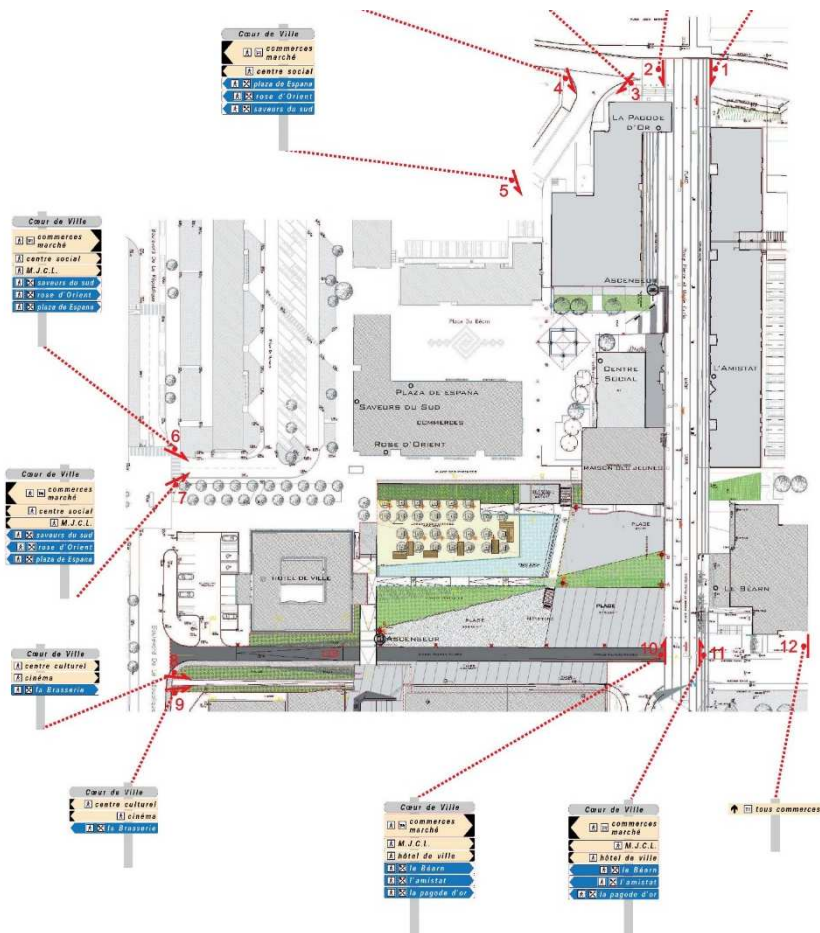 Cœur de Ville
commerces
marché
centre social
plaza de Espana
rose d'Orient
saveurs du sud
2
1
4
3
LA PAGODE
D'OR
5
Cœur de Ville
commerces
marché
centre social
M.J.C.L.
saveurs du sud
rose d'Orient
plaza de Espana
ASCENSEUR
Place Du Béarn
CENTRE
SOCIAL
L'AMISTAT
PLAZA DE ESPAÑA
SAVEURS DU SUD
COMMERCES
ROSE D'ORIENT
6
7
MAISON DES JEUNES
Cœur de Ville
commerces
marché
centre social
M.J.C.L.
saveurs du sud
rose d'Orient
plaza de Espana
HÔTEL DE VILLE
PLAGE
LE BÉARN
PLAGE
PLAGE
ASCENSEUR
10
11
12
Cœur de Ville
centre culturel
cinéma
la Brasserie
8
9
Cœur de Ville
centre culturel
cinéma
la Brasserie
Cœur de Ville
commerces
marché
M.J.C.L.
hôtel de ville
le Béarn
l'amistat
la pagode d'or
Cœur de Ville
commerces
marché
M.J.C.L.
hôtel de ville
le Béarn
l'amistat
la pagode d'or
tous commerces